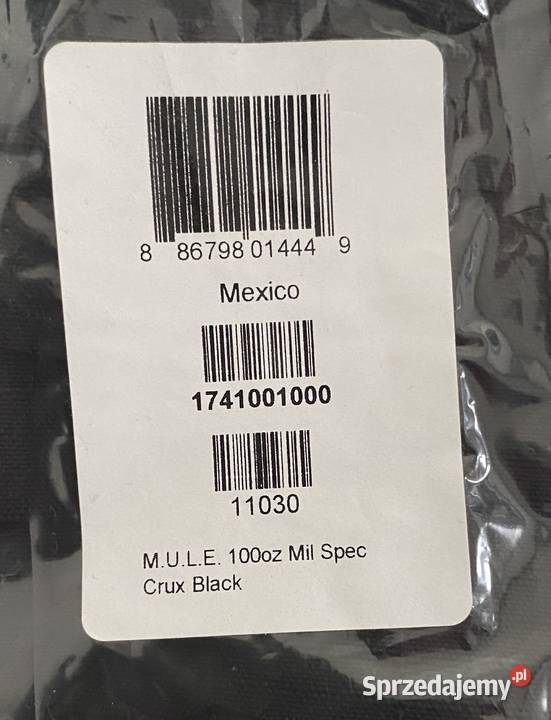 8 86798 01444 9
Mexico
1741001000
11030
M.U.L.E. 100oz Mil Spec
Crux Black
Sprzedajemy.pl